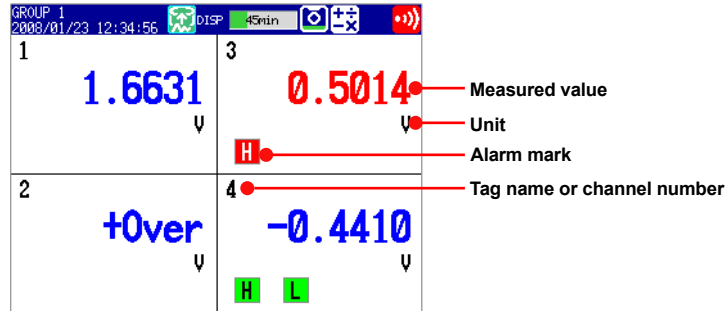 GROUP 1
2008/01/23 12:34:56 DISP 45min
1
1.6631
V
3
0.5014
V
H
2
+Over
V
4
-0.4410
V
H L
Measured value
Unit
Alarm mark
Tag name or channel number